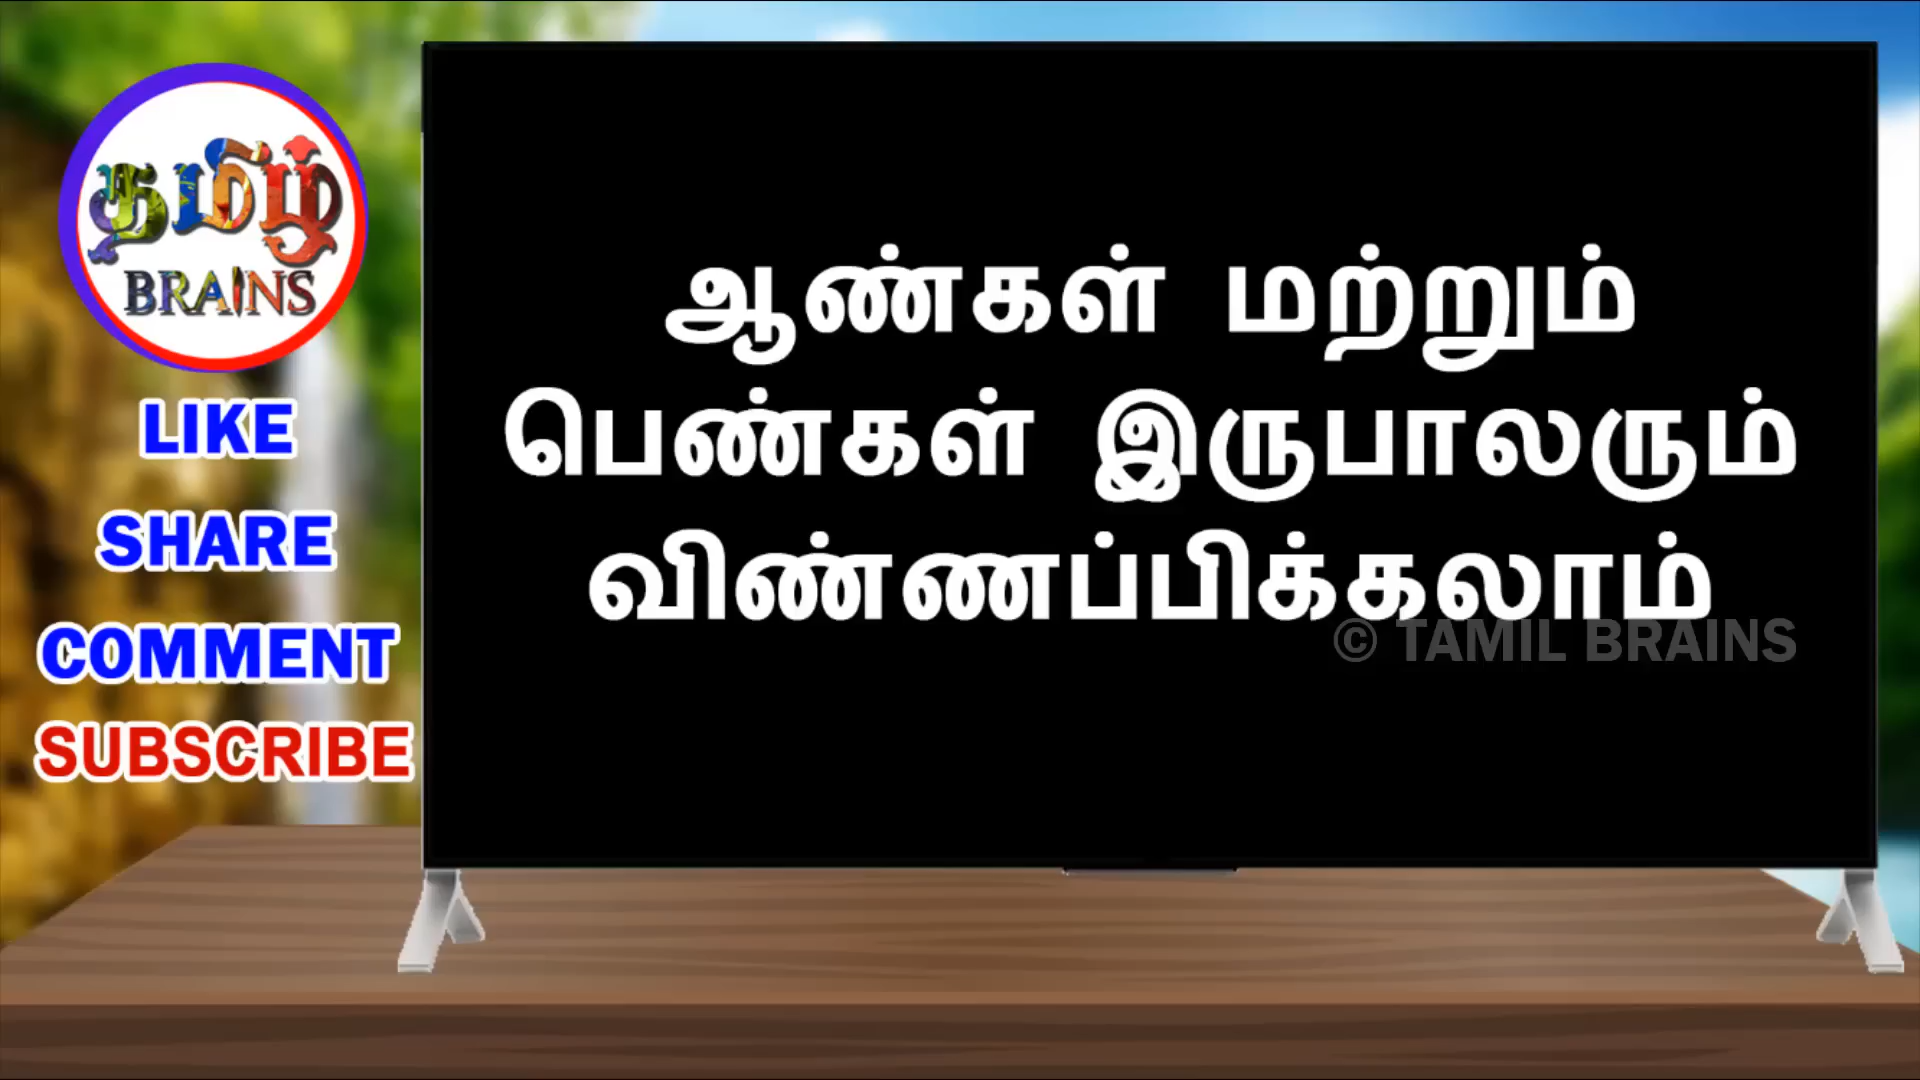 தமிழ்
BRAINS
LIKE
SHARE
COMMENT
SUBSCRIBE
ஆண்கள் மற்றும்
பெண்கள் இருபாலரும்
விண்ணப்பிக்கலாம்
© TAMIL BRAINS